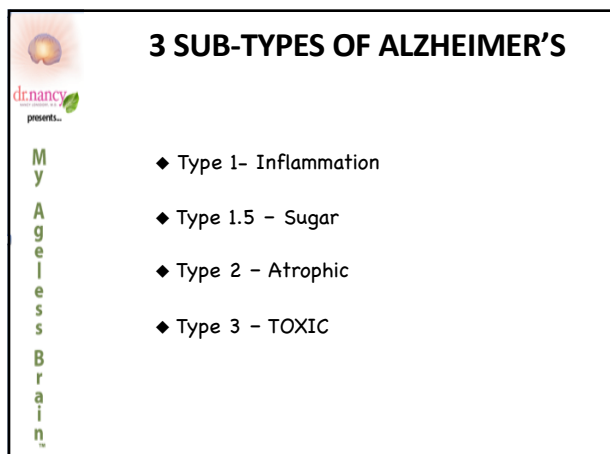 3 SUB-TYPES OF ALZHEIMER’S
dr.nancy
presents...
My Ageless Brain™
◆ Type 1- Inflammation
◆ Type 1.5 – Sugar
◆ Type 2 – Atrophic
◆ Type 3 – TOXIC